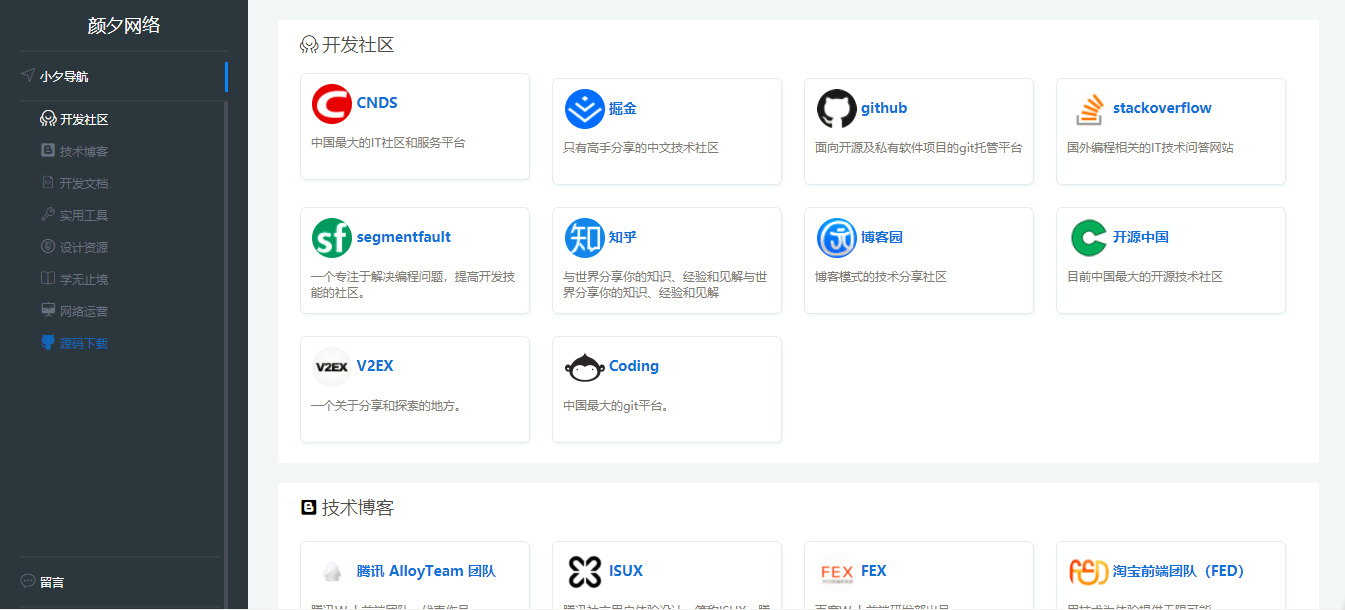 颜夕网络
小夕导航
开发社区
技术博客
开发文档
实用工具
设计资源
学无止境
网络运营
源码下载
留言
开发社区
CNDS
中国最大的IT社区和服务平台
掘金
只有高手分享的中文技术社区
github
面向开源及私有软件项目的git托管平台
stackoverflow
国外编程相关的IT技术问答网站
sf segmentfault
一个专注于解决编程问题，提高开发技
能的社区。
知 知乎
与世界分享你的知识、经验和见解与世
界分享你的知识、经验和见解
博客园
博客模式的技术分享社区
开源中国
目前中国最大的开源技术社区
V2EX V2EX
一个关于分享和探索的地方。
Coding
中国最大的git平台。
技术博客
腾讯 AlloyTeam 团队
ISUX
FEX FEX
淘宝前端团队（FED）